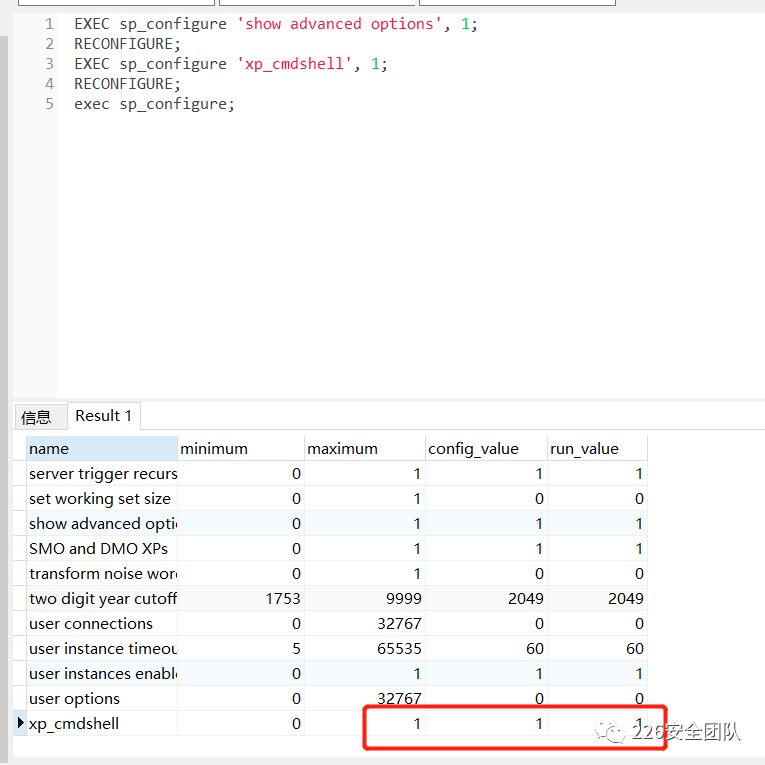 1 EXEC sp_configure 'show advanced options', 1;
2 RECONFIGURE;
3 EXEC sp_configure 'xp_cmdshell', 1;
4 RECONFIGURE;
5 exec sp_configure;
信息 Result 1
name minimum maximum config_value run_value
server trigger recurs 0 1 1 1
set working set size 0 1 0 0
show advanced opti 0 1 1 1
SMO and DMO XPs 0 1 1 1
transform noise wor 0 1 0 0
two digit year cutoff 1753 9999 2049 2049
user connections 0 32767 0 0
user instance timeou 5 65535 60 60
user instances enabl 0 1 1 1
user options 0 32767 0 0
xp_cmdshell 0 1 1 1
226安全团队